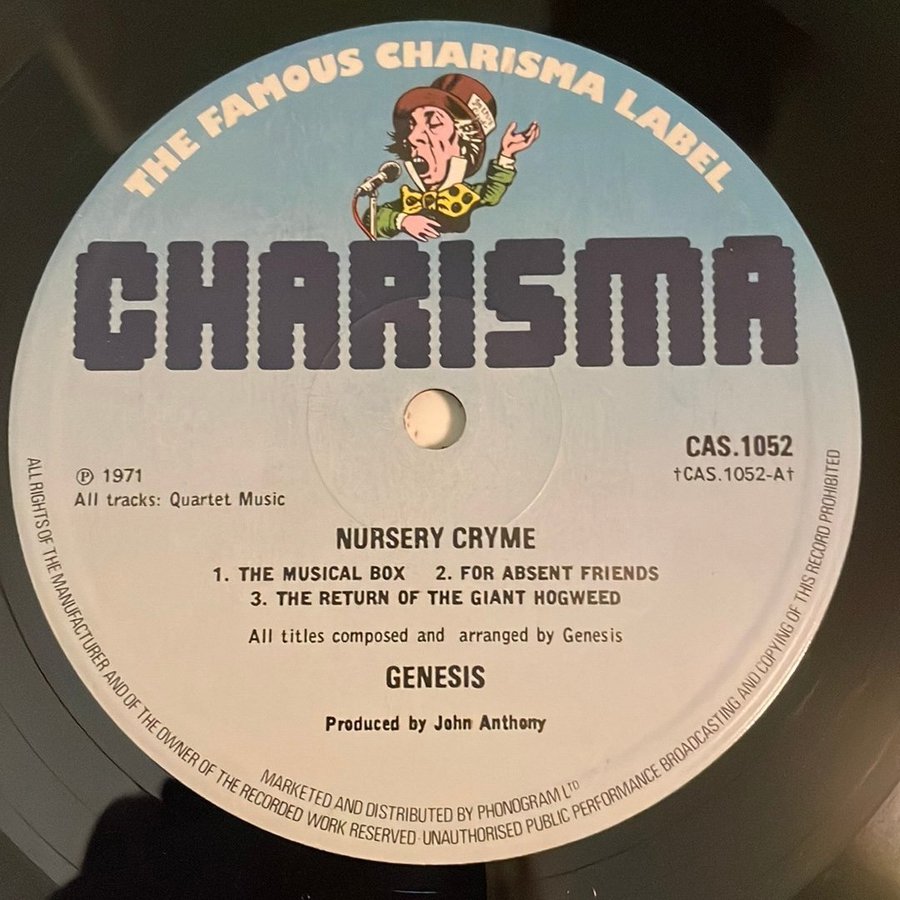 THE FAMOUS CHARISMA LABEL
CHARISMA
CAS.1052
℗ 1971
†CAS.1052-A†
All tracks: Quartet Music
NURSERY CRYME
1. THE MUSICAL BOX 2. FOR ABSENT FRIENDS
3. THE RETURN OF THE GIANT HOGWEED
All titles composed and arranged by Genesis
GENESIS
Produced by John Anthony
MARKETED AND DISTRIBUTED BY PHONOGRAM LTD
ALL RIGHTS OF THE MANUFACTURER AND OF THE OWNER OF THE RECORDED WORK RESERVED · UNAUTHORISED PUBLIC PERFORMANCE BROADCASTING AND COPYING OF THIS RECORD PROHIBITED